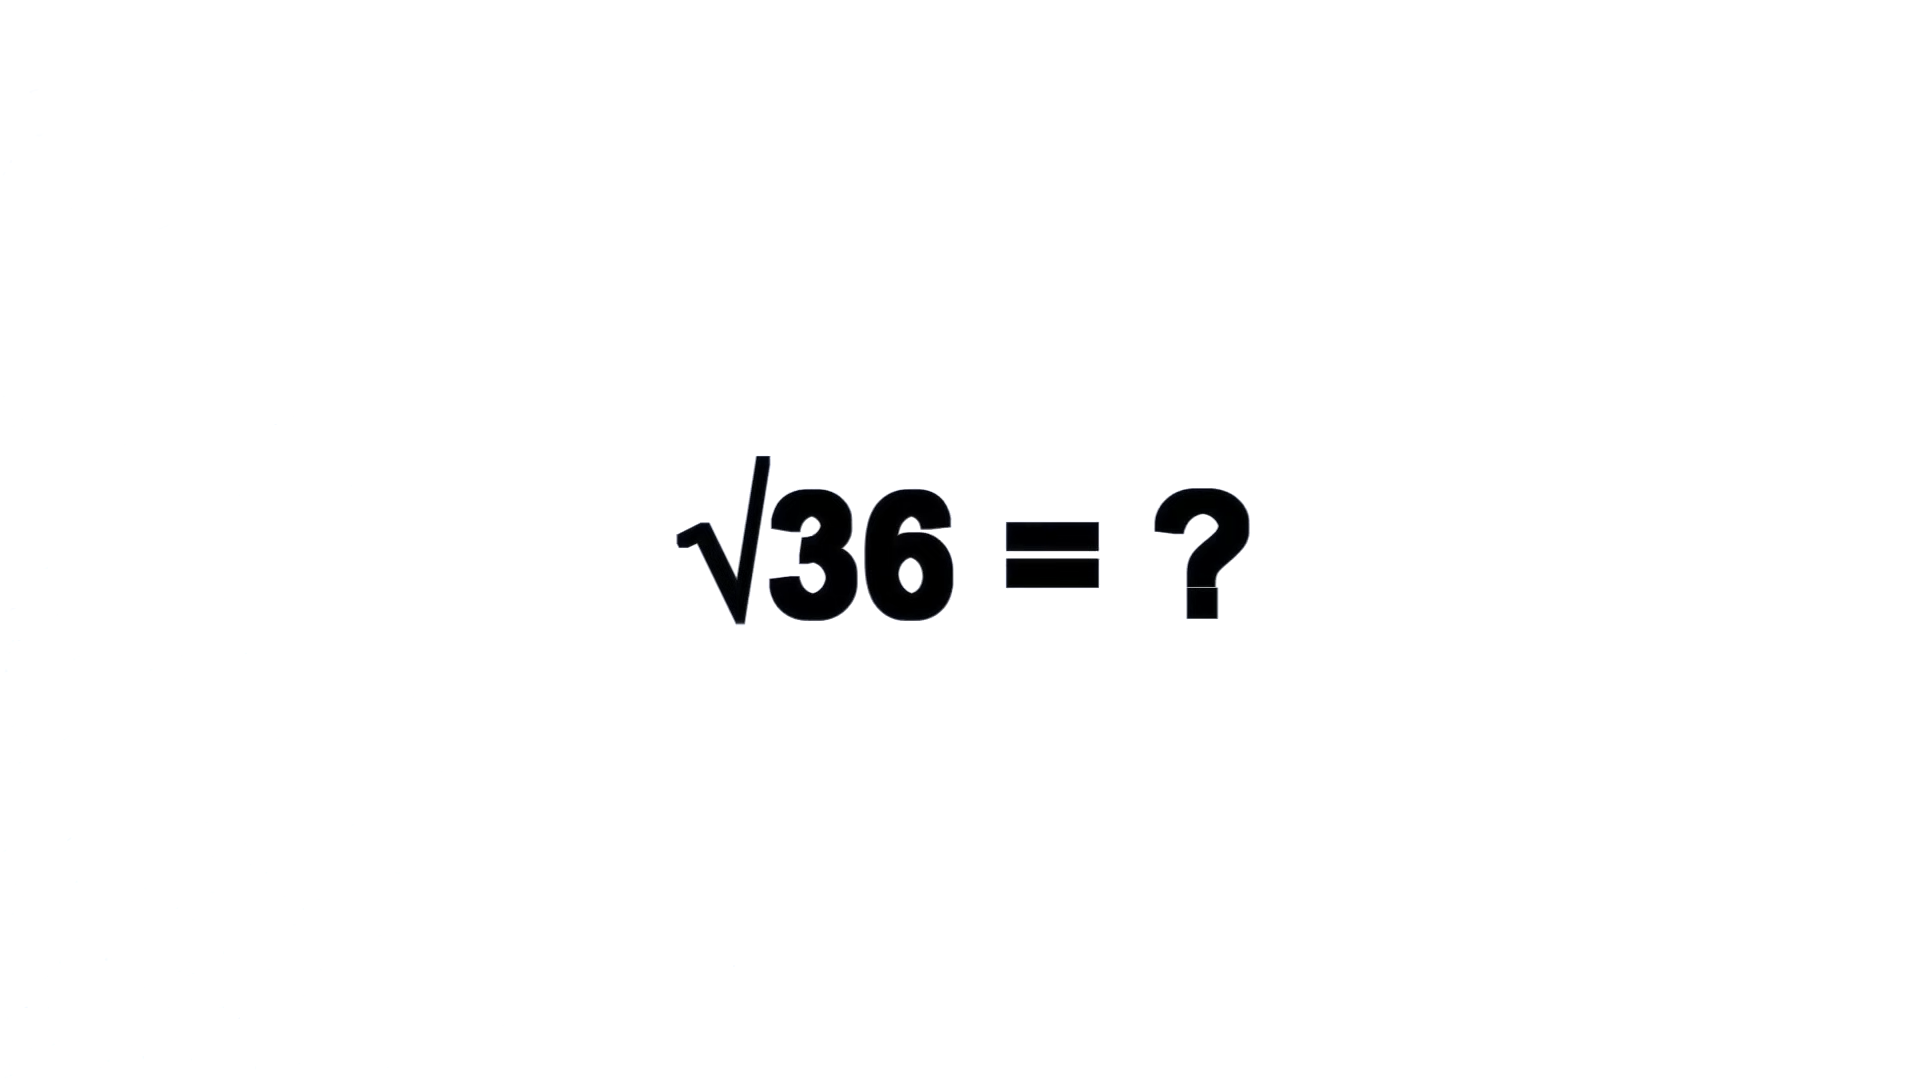 √36 = ?